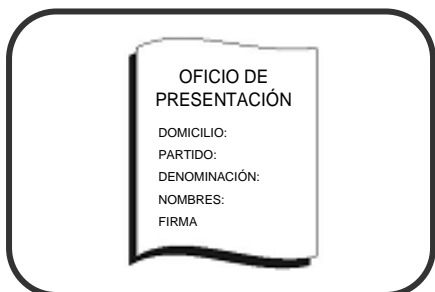 OFICIO DE
PRESENTACIÓN
DOMICILIO:
PARTIDO:
DENOMINACIÓN:
NOMBRES:
FIRMA